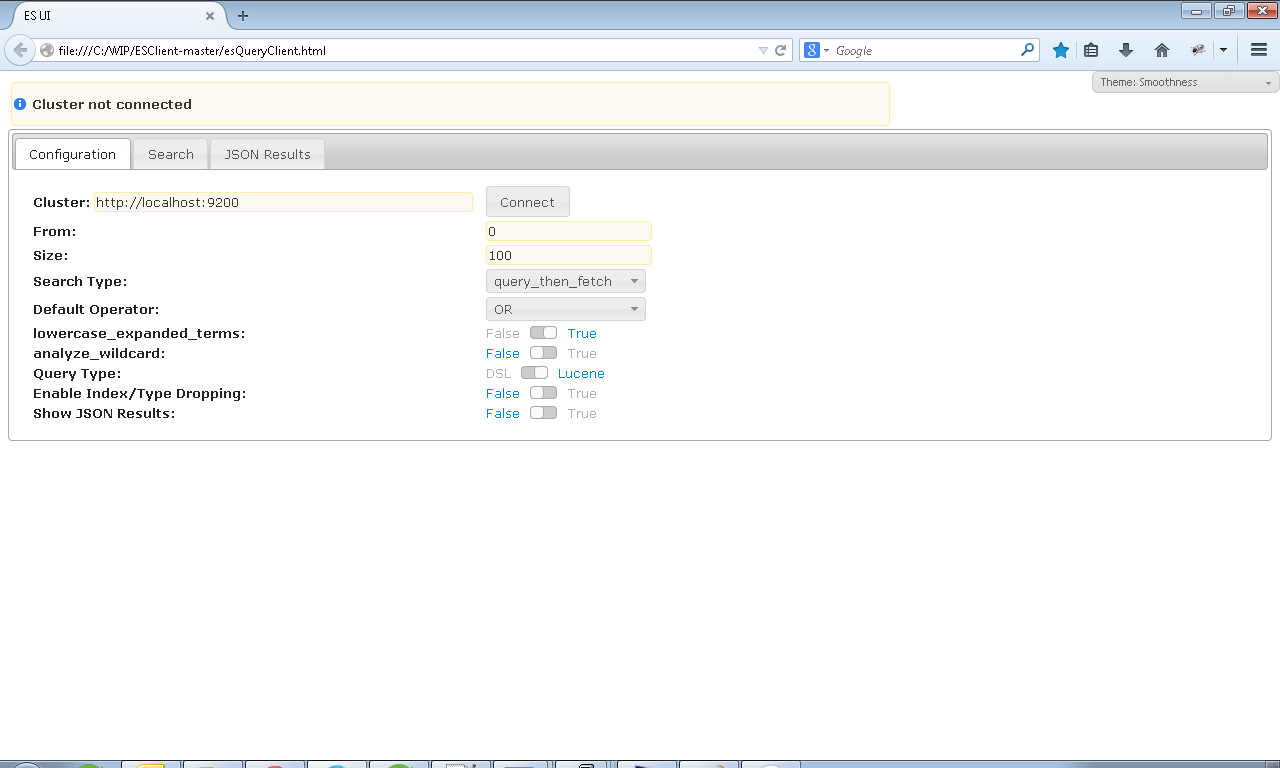 ES UI
file:///C:/WIP/ESClient-master/esQueryClient.html
Google
Theme: Smoothness
Cluster not connected
Configuration Search JSON Results
Cluster: http://localhost:9200 Connect
From: 0
Size: 100
Search Type: query_then_fetch
Default Operator: OR
lowercase_expanded_terms: False True
analyze_wildcard: False True
Query Type: DSL Lucene
Enable Index/Type Dropping: False True
Show JSON Results: False True